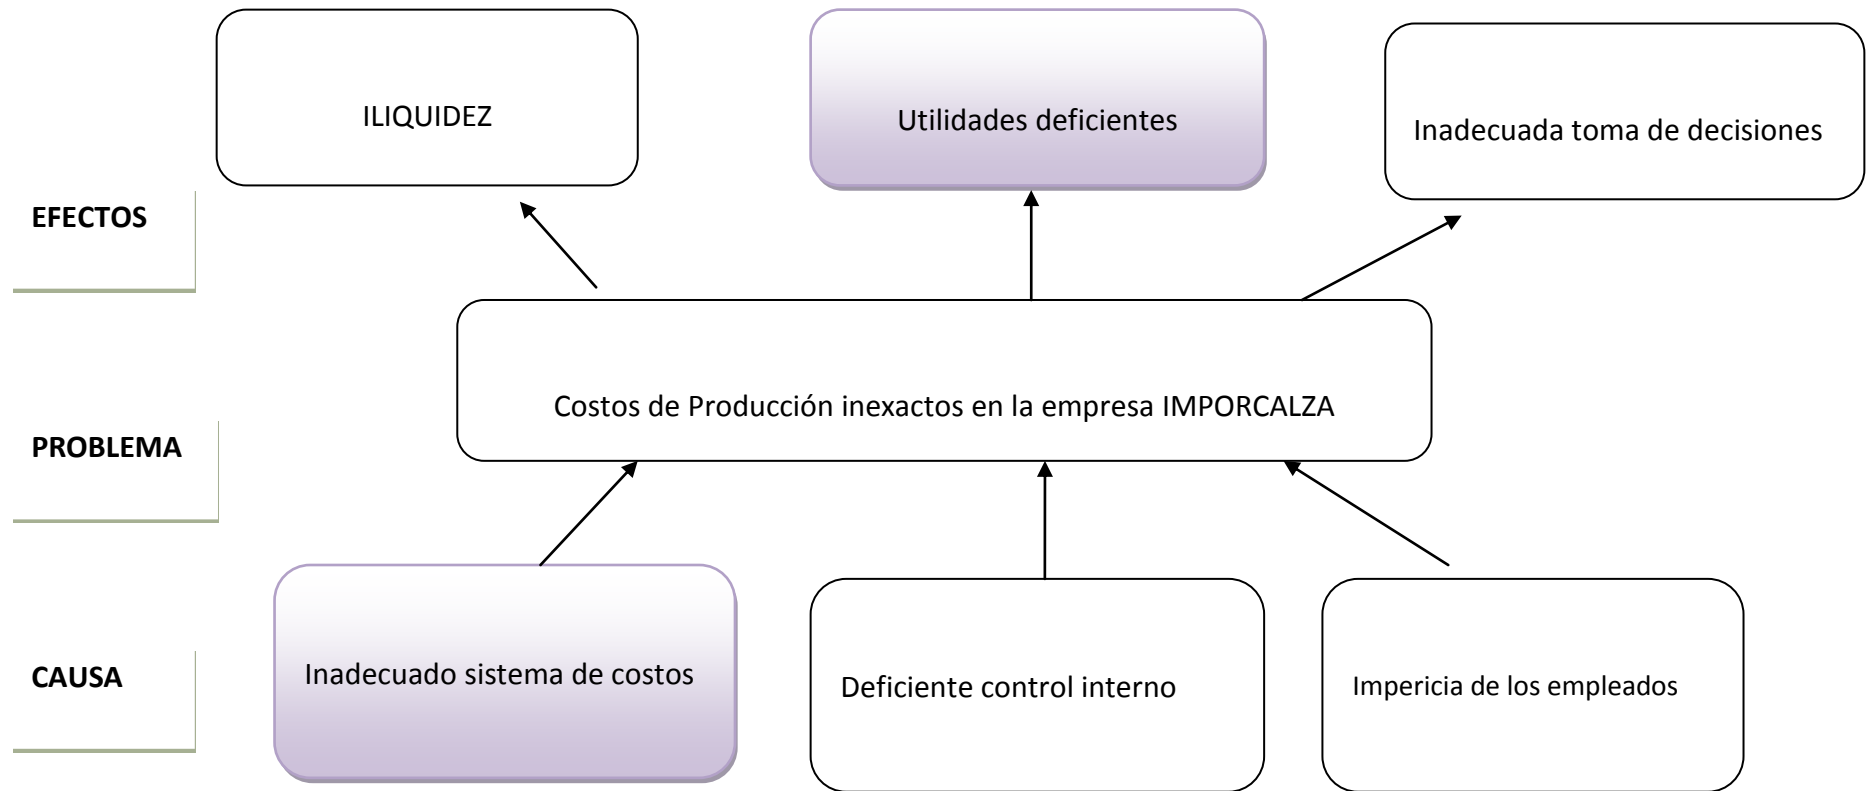 ILIQUIDEZ
Utilidades deficientes
Inadecuada toma de decisiones
EFECTOS
Costos de Producción inexactos en la empresa IMPORCALZA
PROBLEMA
Inadecuado sistema de costos
Deficiente control interno
Impericia de los empleados
CAUSA